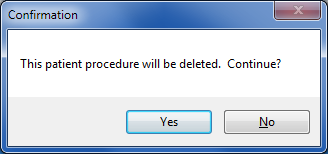 Confirmation
This patient procedure will be deleted.  Continue?
Yes
No